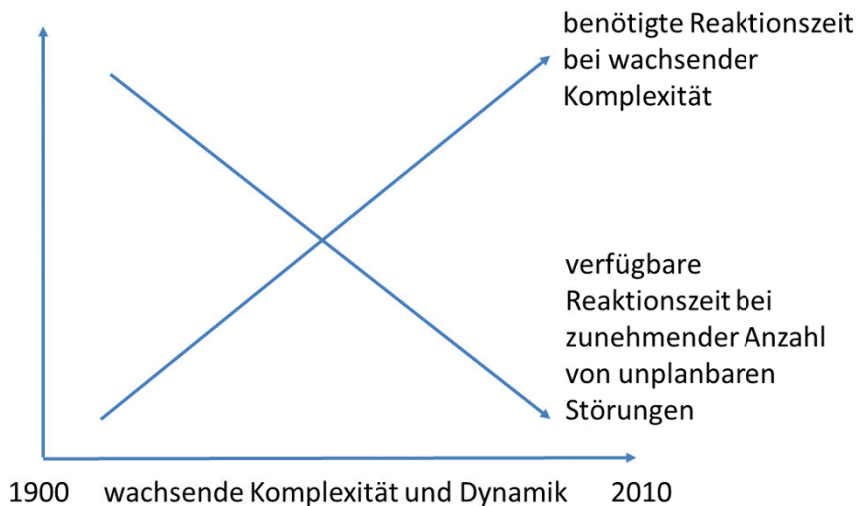 benötigte Reaktionszeit
bei wachsender
Komplexität
verfügbare
Reaktionszeit bei
zunehmender Anzahl
von unplanbaren
Störungen
1900 wachsende Komplexität und Dynamik 2010